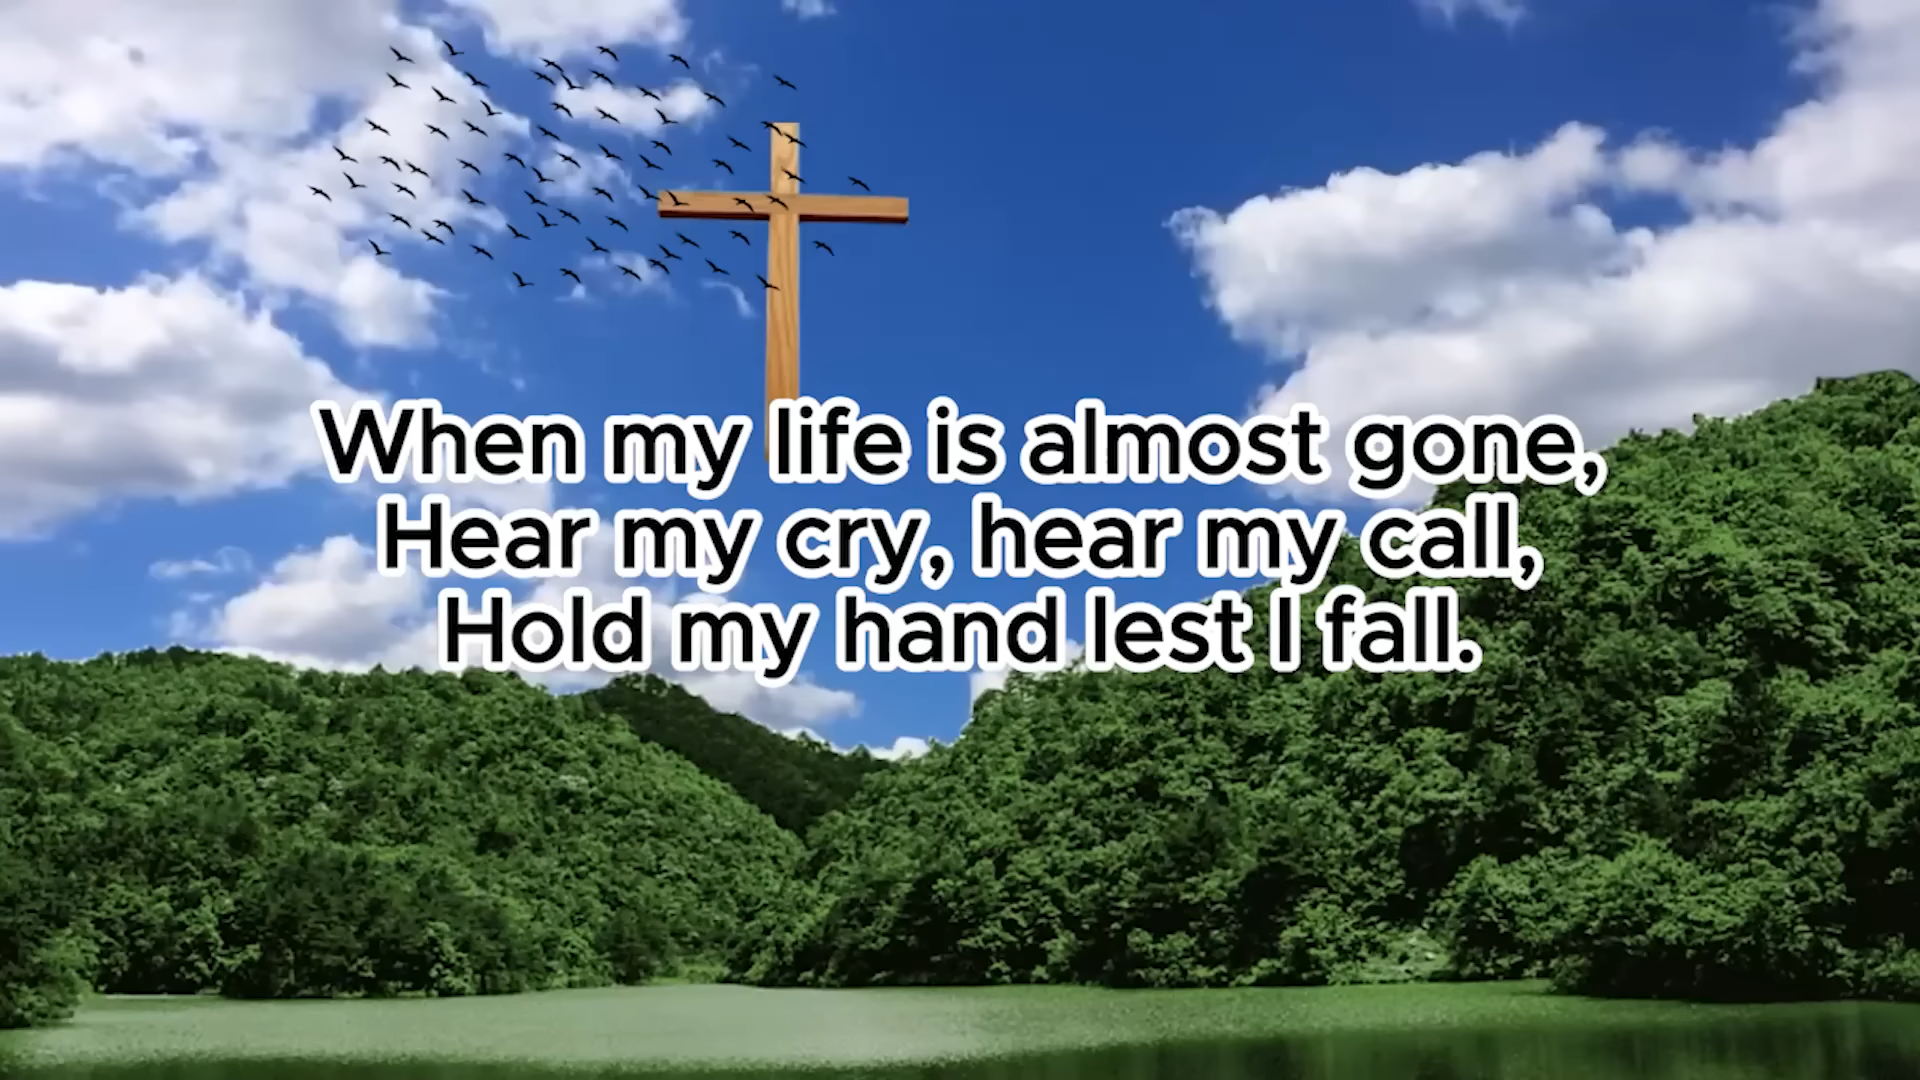 When my life is almost gone,
Hear my cry, hear my call,
Hold my hand lest I fall.